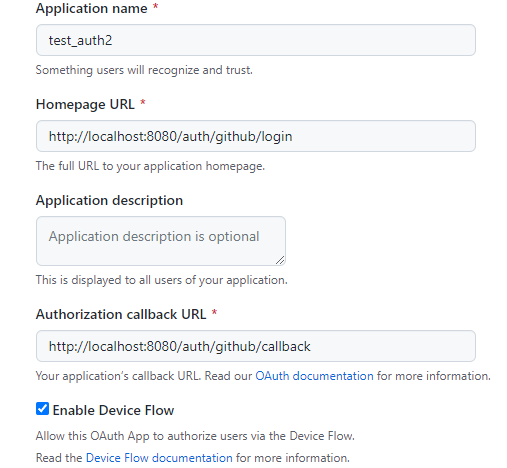 Application name *
test_auth2
Something users will recognize and trust.
Homepage URL *
http://localhost:8080/auth/github/login
The full URL to your application homepage.
Application description
Application description is optional
This is displayed to all users of your application.
Authorization callback URL *
http://localhost:8080/auth/github/callback
Your application's callback URL. Read our OAuth documentation for more information.
Enable Device Flow
Allow this OAuth App to authorize users via the Device Flow.
Read the Device Flow documentation for more information.